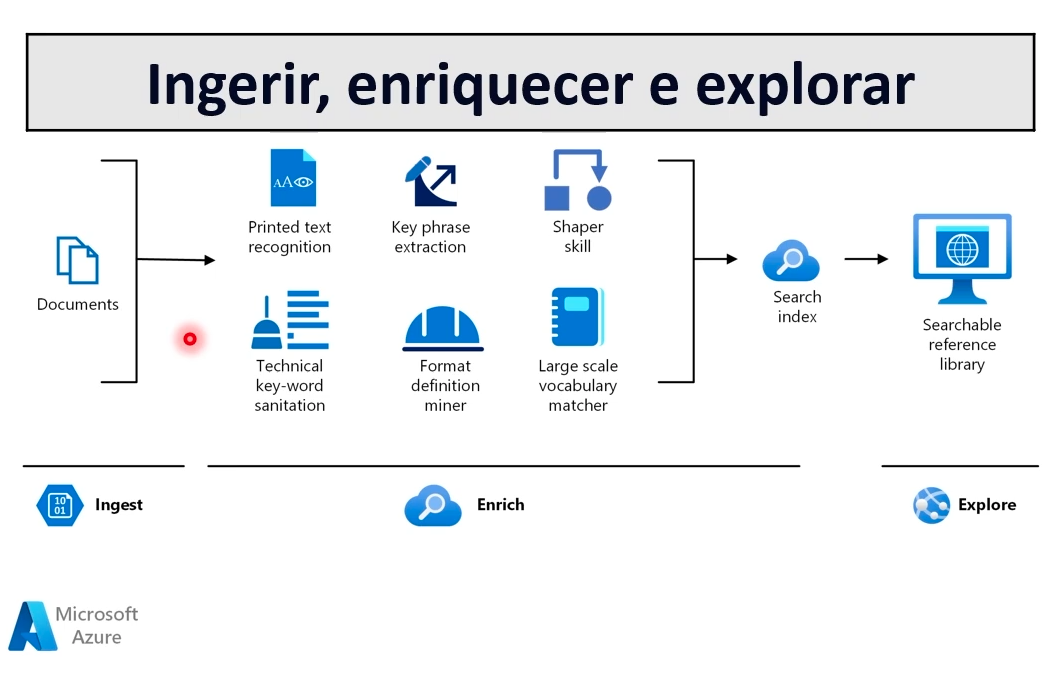 Ingerir, enriquecer e explorar
Documents
AA
Printed text
recognition
Key phrase
extraction
Shaper
skill
Technical
key-word
sanitation
Format
definition
miner
Large scale
vocabulary
matcher
Search
index
Searchable
reference
library
10
01
Ingest
Enrich
Explore
Microsoft
Azure